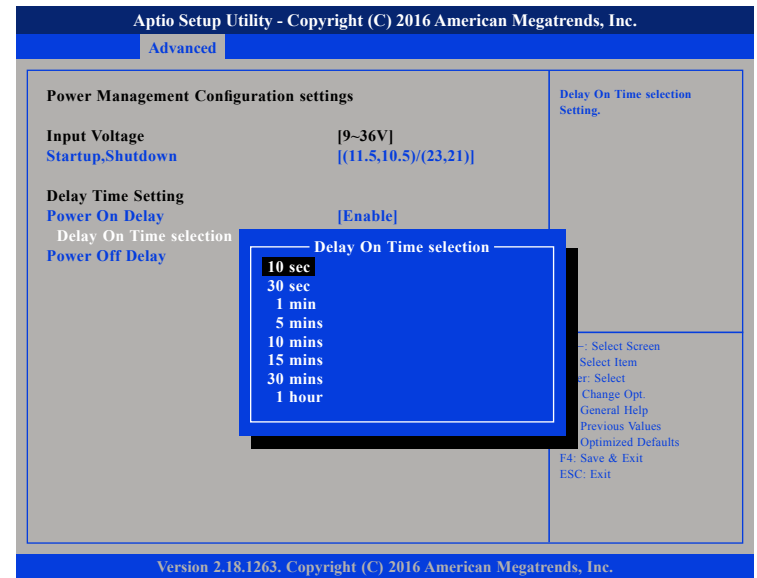 Aptio Setup Utility - Copyright (C) 2016 American Megatrends, Inc.
Advanced
Power Management Configuration settings
Input Voltage [9~36V]
Startup,Shutdown [(11.5,10.5)/(23,21)]
Delay Time Setting
Power On Delay [Enable]
Delay On Time selection
Power Off Delay
Delay On Time selection
10 sec
30 sec
1 min
5 mins
10 mins
15 mins
30 mins
1 hour
Delay On Time selection
Setting.
: Select Screen
Select Item
: Select
Change Opt.
General Help
Previous Values
Optimized Defaults
F4: Save & Exit
ESC: Exit
Version 2.18.1263. Copyright (C) 2016 American Megatrends, Inc.